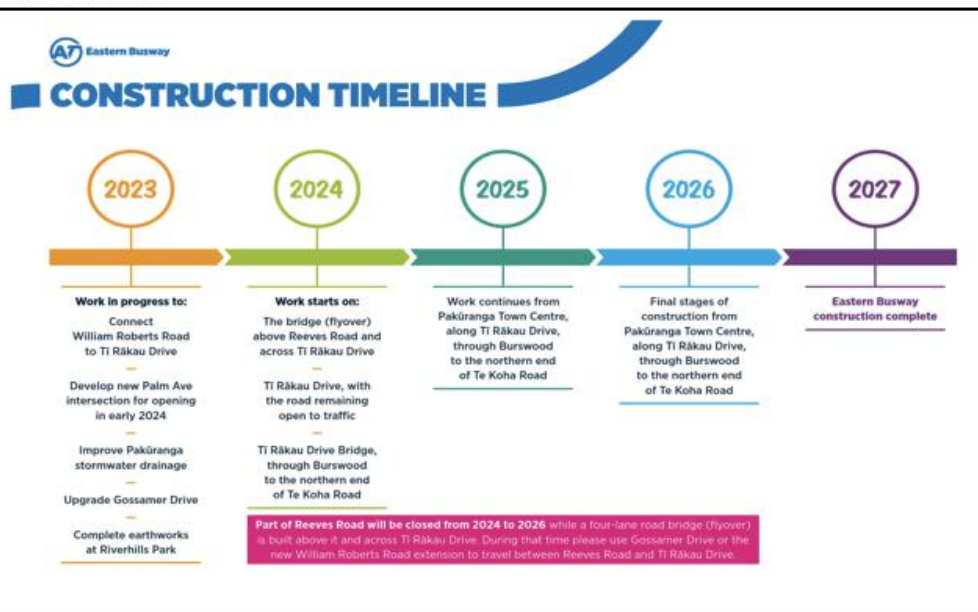 AT Eastern Busway
CONSTRUCTION TIMELINE
2023
Work in progress to:
Connect
William Roberts Road
to Tī Rākau Drive
Develop new Palm Ave
intersection for opening
in early 2024
Improve Pakūranga
stormwater drainage
Upgrade Gossamer Drive
Complete earthworks
at Riverhills Park
2024
Work starts on:
The bridge (flyover)
above Reeves Road and
across Tī Rākau Drive
Tī Rākau Drive, with
the road remaining
open to traffic
Tī Rākau Drive Bridge,
through Burswood
to the northern end
of Te Koha Road
2025
Work continues from
Pakūranga Town Centre,
along Tī Rākau Drive,
through Burswood
to the northern end
of Te Koha Road
2026
Final stages of
construction from
Pakūranga Town Centre,
along Tī Rākau Drive,
through Burswood
to the northern end
of Te Koha Road
2027
Eastern Busway
construction complete
Part of Reeves Road will be closed from 2024 to 2026 while a four-lane road bridge (flyover)
is built above it and across Tī Rākau Drive. During that time please use Gossamer Drive or the
new William Roberts Road extension to travel between Reeves Road and Tī Rākau Drive.